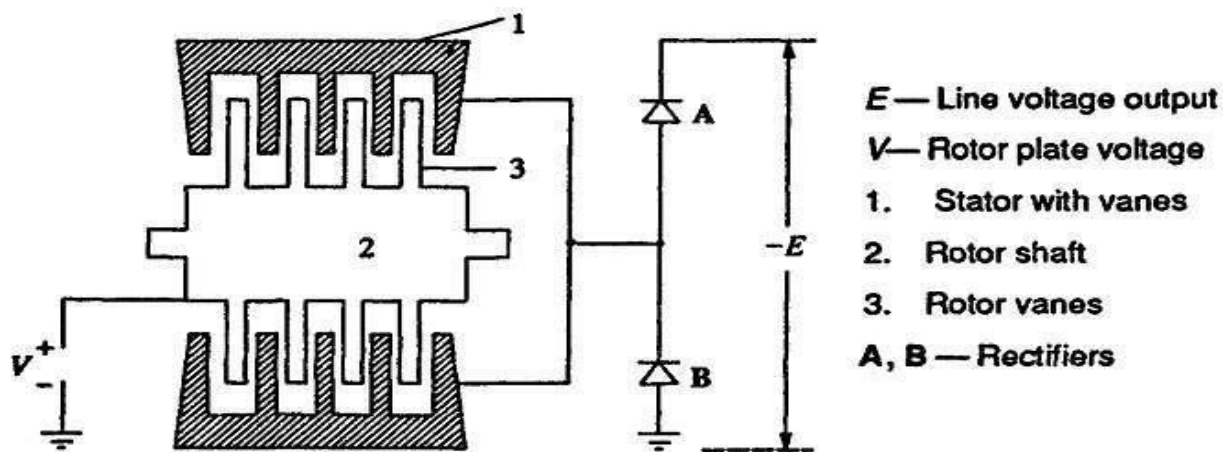 1
A
3
2
–E
V
+
–
B
E — Line voltage output
V— Rotor plate voltage
1. Stator with vanes
2. Rotor shaft
3. Rotor vanes
A, B — Rectifiers